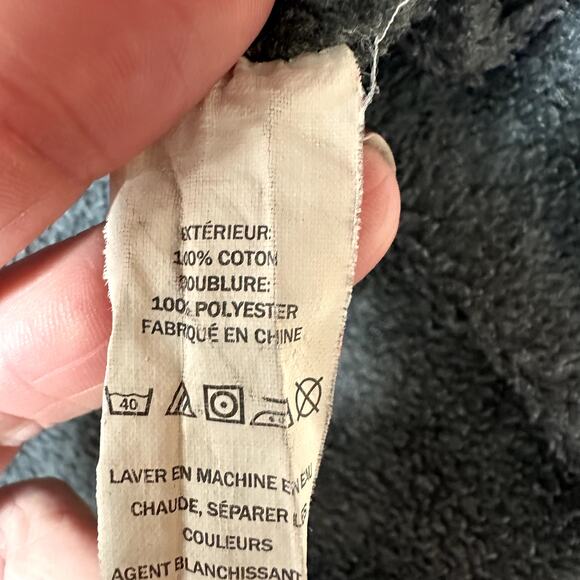 EXTÉRIEUR:
100% COTON
DOUBLURE:
100% POLYESTER
FABRIQUÉ EN CHINE
40
LAVER EN MACHINE EN EAU
CHAUDE, SÉPARER LES
COULEURS
AGENT BLANCHISSANT